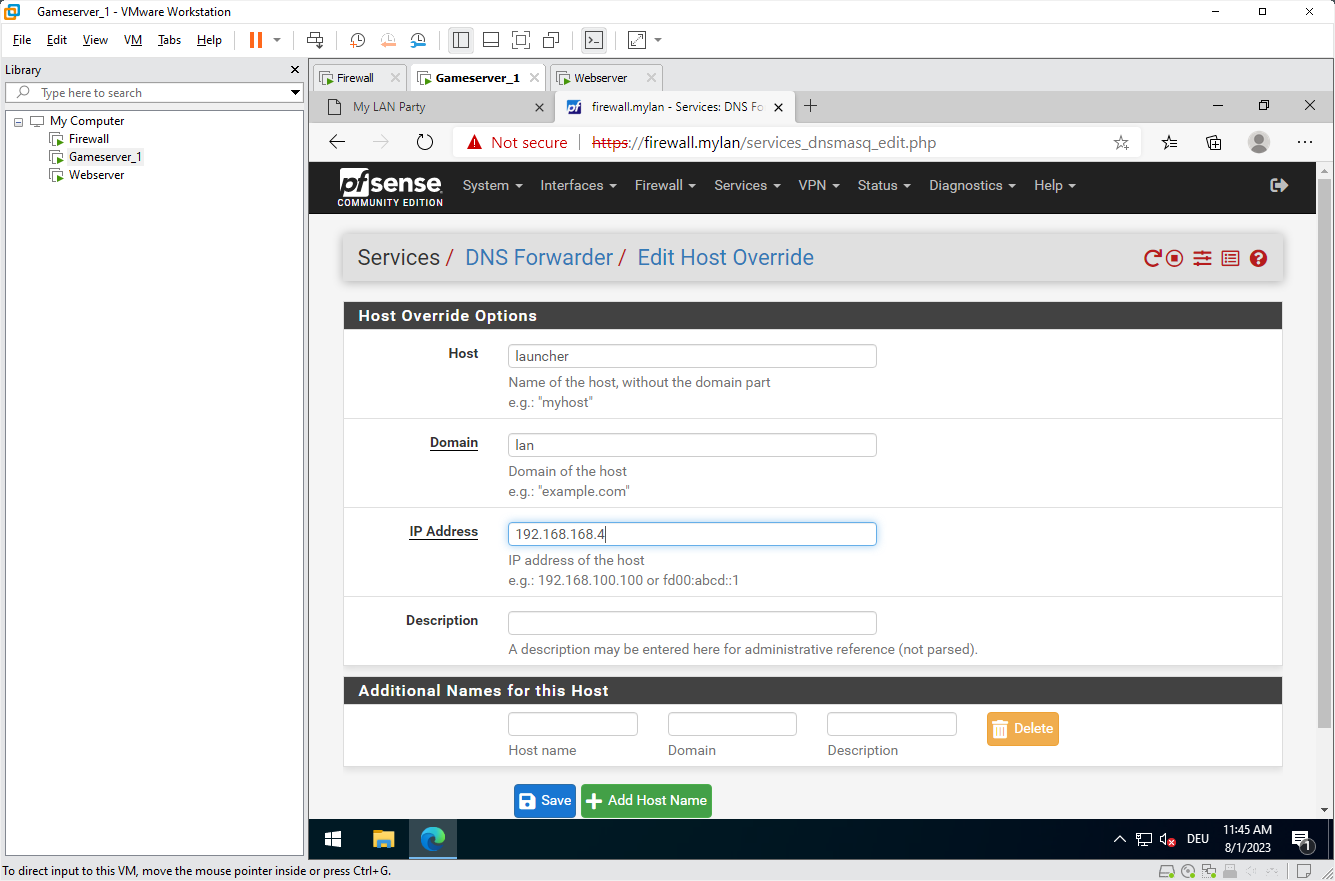 Gameserver_1 - VMware Workstation
File Edit View VM Tabs Help
Library
Type here to search
My Computer
Firewall
Gameserver_1
Webserver
Firewall Gameserver_1 Webserver
My LAN Party firewall.mylan - Services: DNS Fo
Not secure https://firewall.mylan/services_dnsmasq_edit.php
pfsense
COMMUNITY EDITION
System Interfaces Firewall Services VPN Status Diagnostics Help
Services / DNS Forwarder / Edit Host Override
Host Override Options
Host launcher
Name of the host, without the domain part
e.g.: "myhost"
Domain lan
Domain of the host
e.g.: "example.com"
IP Address 192.168.168.4
IP address of the host
e.g.: 192.168.100.100 or fd00:abcd::1
Description
A description may be entered here for administrative reference (not parsed).
Additional Names for this Host
Delete
Host name Domain Description
Save Add Host Name
DEU 11:45 AM
8/1/2023
1
To direct input to this VM, move the mouse pointer inside or press Ctrl+G.